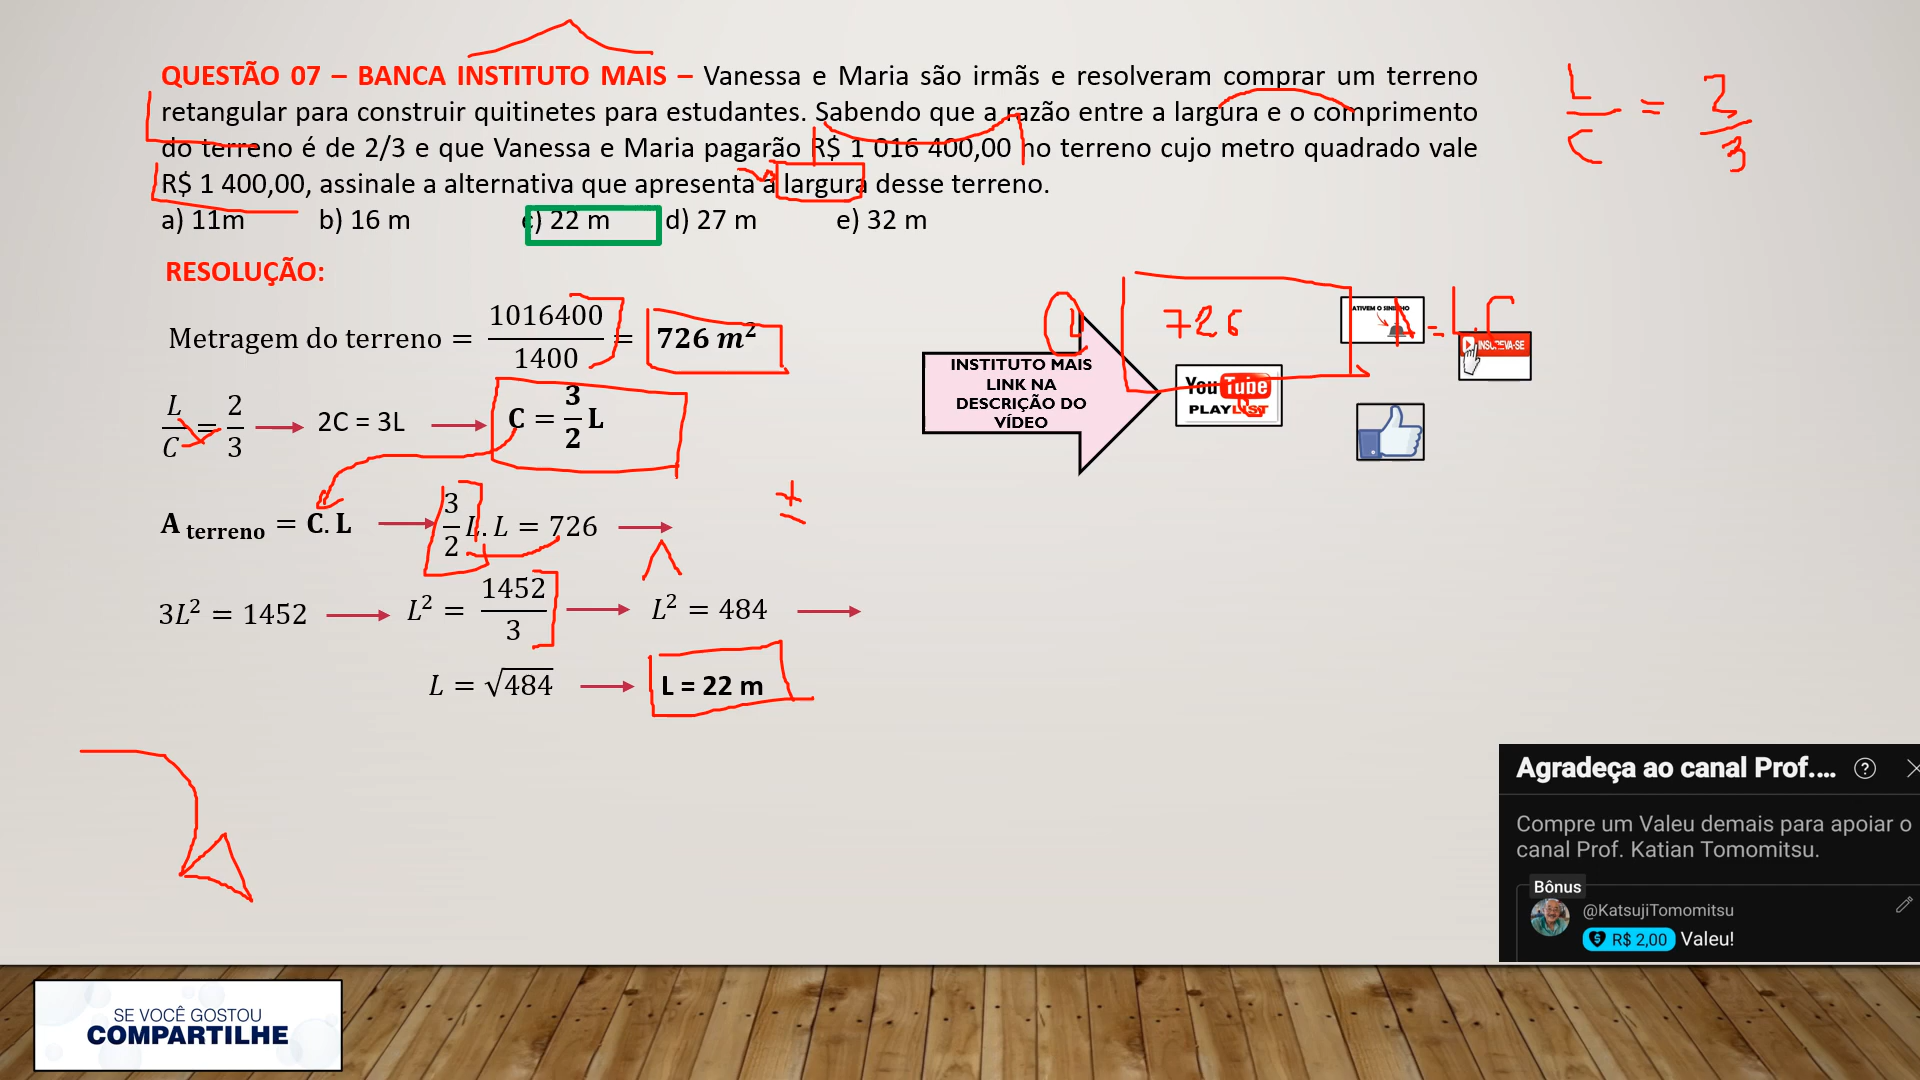 QUESTÃO 07 – BANCA INSTITUTO MAIS – Vanessa e Maria são irmãs e resolveram comprar um terreno
retangular para construir quitinetes para estudantes. Sabendo que a razão entre a largura e o comprimento
do terreno é de 2/3 e que Vanessa e Maria pagarão R$ 1 016 400,00 no terreno cujo metro quadrado vale
R$ 1 400,00, assinale a alternativa que apresenta a largura desse terreno.
a) 11m b) 16 m c) 22 m d) 27 m e) 32 m
L/C = 2/3
RESOLUÇÃO:
Metragem do terreno = 1016400/1400 = 726 m²
L/C = 2/3 2C = 3L C = 3/2 L
A terreno = C. L 3/2 L. L = 726
3L² = 1452 L² = 1452/3 L² = 484
L = √484 L = 22 m
±
L 726 A = L.C
C
ATIVEM O SININHO
INSCREVA-SE
INSTITUTO MAIS
LINK NA
DESCRIÇÃO DO
VÍDEO
YouTube
PLAYLIST
Agradeça ao canal Prof....
Compre um Valeu demais para apoiar o
canal Prof. Katian Tomomitsu.
Bônus
@KatsujiTomomitsu
R$ 2,00 Valeu!
SE VOCÊ GOSTOU
COMPARTILHE